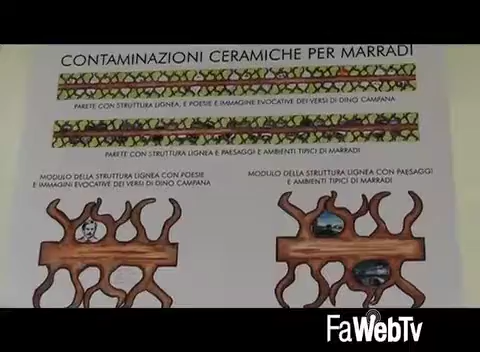 CONTAMINAZIONI CERAMICHE PER MARRADI
PARETE CON STRUTTURA LIGNEA, E POESIE E IMMAGINI EVOCATIVE DEI VERSI DI DINO CAMPANA
PARETE CON STRUTTURA LIGNEA E PAESAGGI E AMBIENTI TIPICI DI MARRADI
MODULO DELLA STRUTTURA LIGNEA CON POESIE
E IMMAGINI EVOCATIVE DEI VERSI DI DINO CAMPANA
MODULO DELLA STRUTTURA LIGNEA CON PAESAGGI
E AMBIENTI TIPICI DI MARRADI
FaWebTv